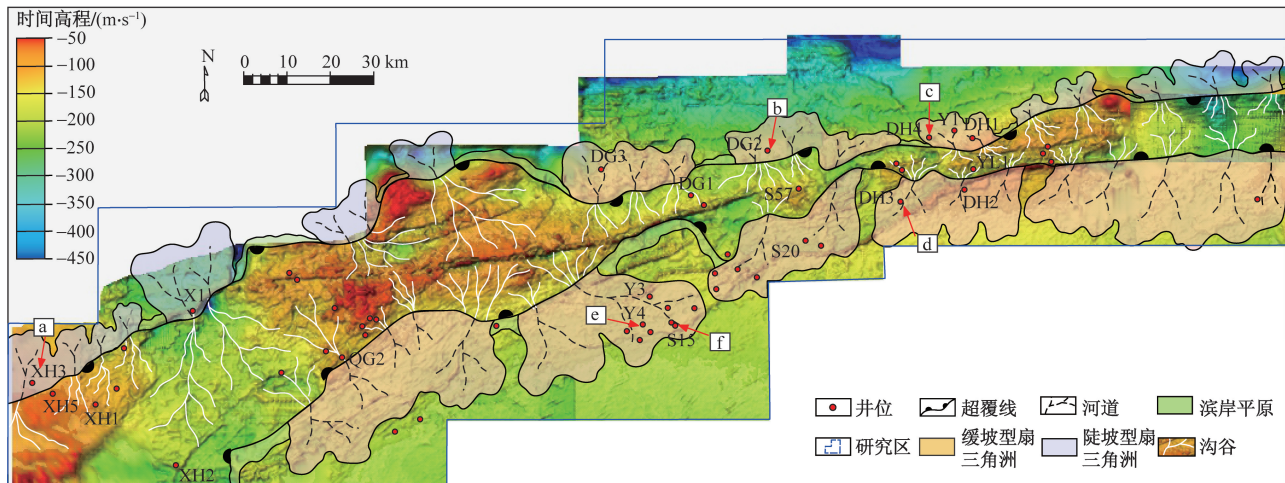 时间高程/(m·s⁻¹)
-50
-100
-150
-200
-250
-300
-350
-400
-450
N
0 10 20 30 km
a
b
c
d
e
f
XH3
XH5
XH1
XH2
X11
QG2
DG3
DG1
DG2
S57
S20
Y3
Y4
S15
DH4
Y1
DH1
YL1
DH3
DH2
井位
超覆线
河道
滨岸平原
研究区
缓坡型扇
三角洲
陡坡型扇
三角洲
沟谷